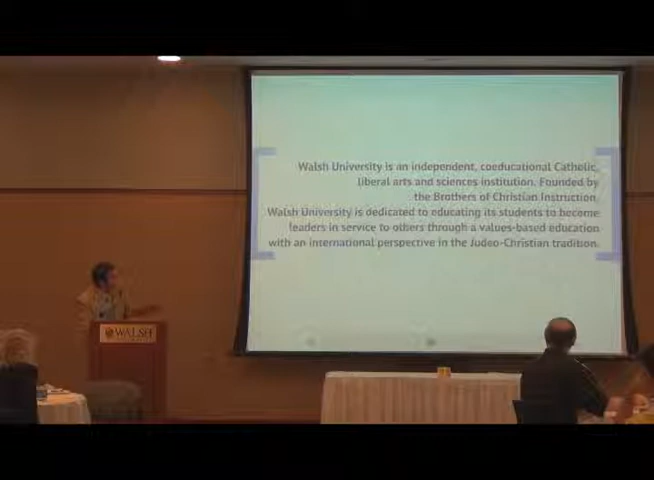 Walsh University is an independent, coeducational Catholic,
liberal arts and sciences institution. Founded by
the Brothers of Christian Instruction,
Walsh University is dedicated to educating its students to become
leaders in service to others through a values-based education
with an international perspective in the Judeo-Christian tradition.
WALSH